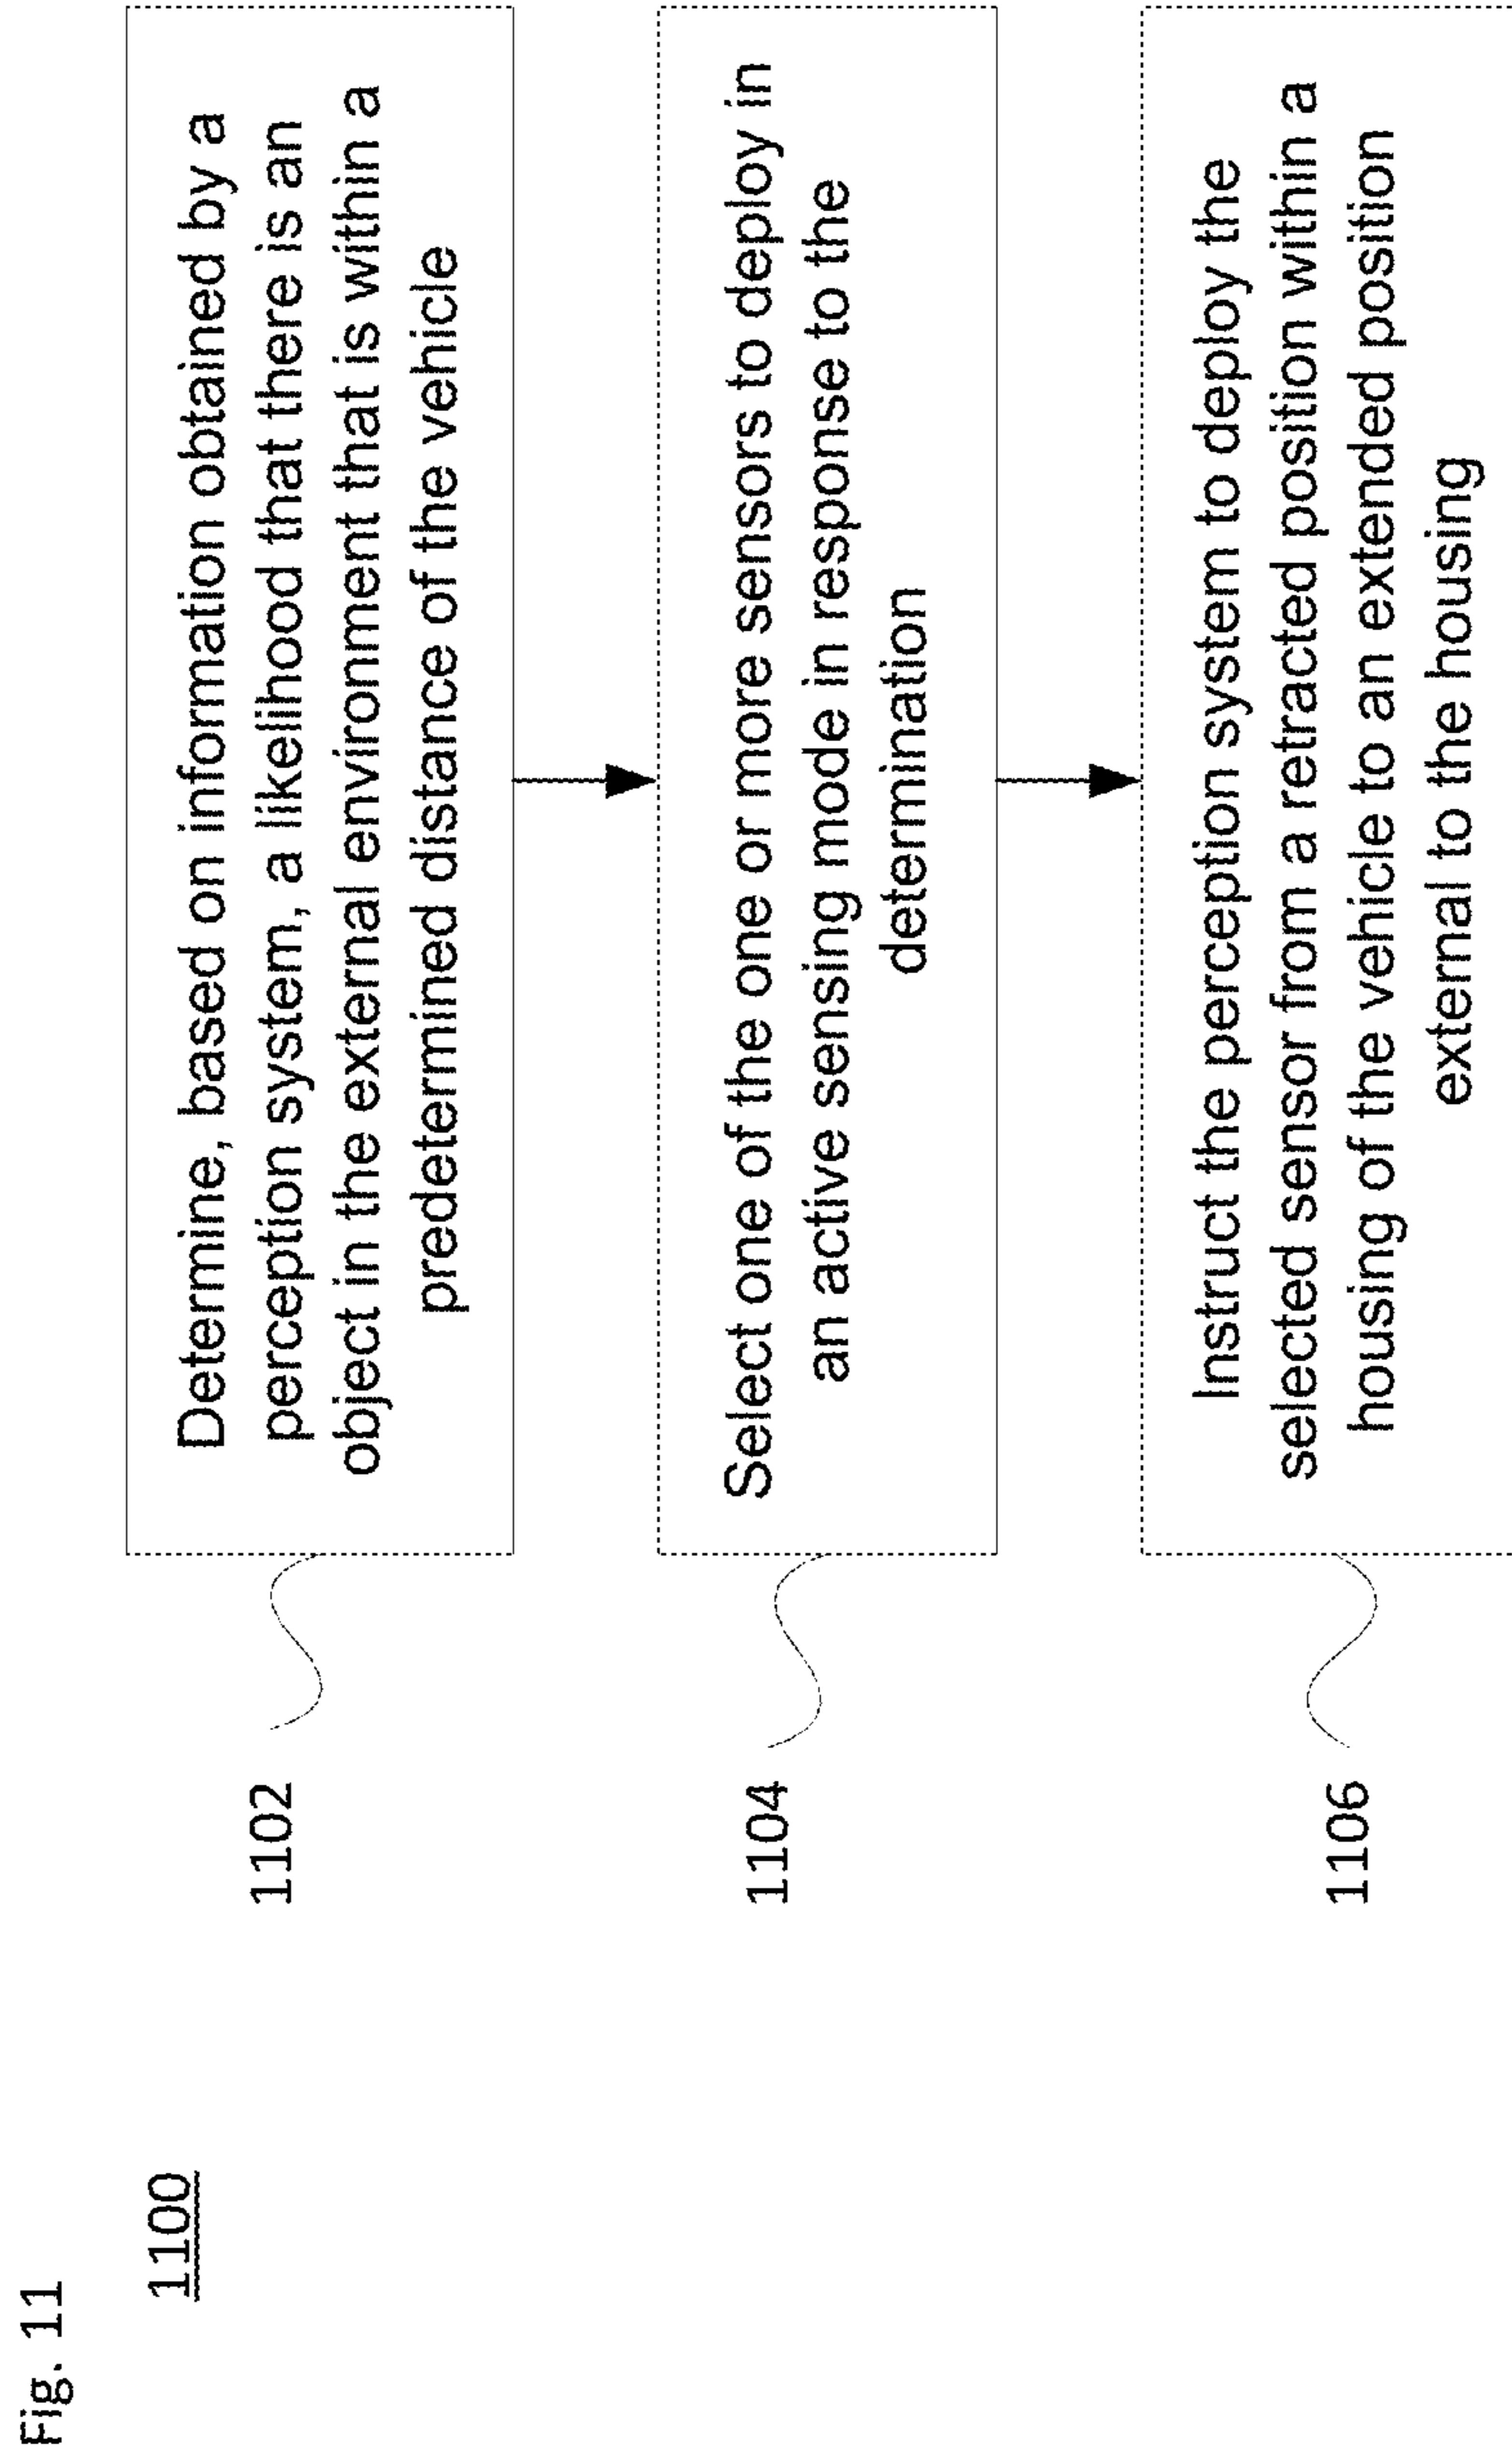 Fig. 11
1100
1102
Determine, based on information obtained by a
perception system, a likelihood that there is an
object in the external environment that is within a
predetermined distance of the vehicle
1104
Select one of the one or more sensors to deploy in
an active sensing mode in response to the
determination
1106
Instruct the perception system to deploy the
selected sensor from a retracted position within a
housing of the vehicle to an extended position
external to the housing